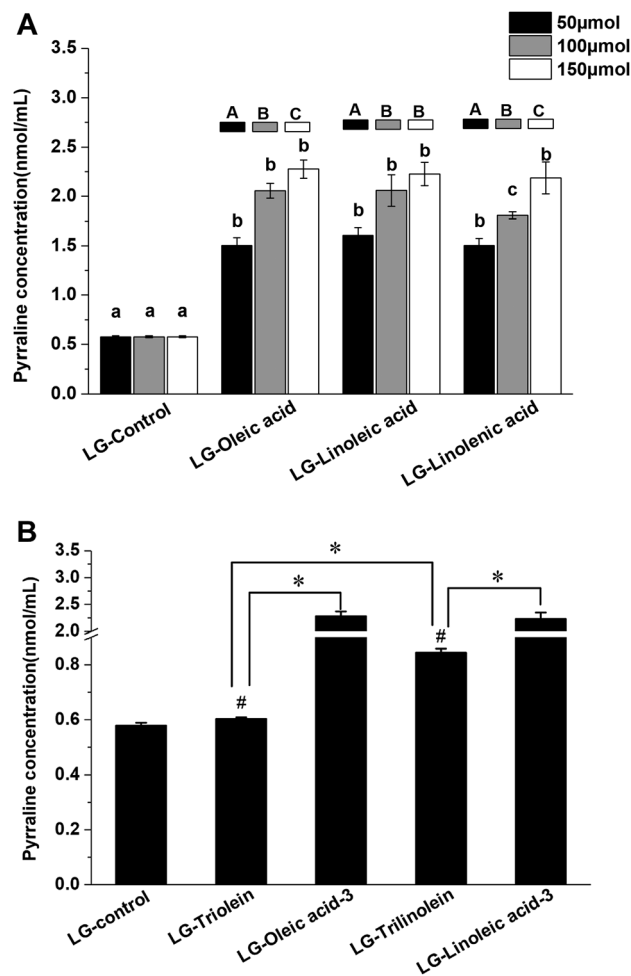 A
50μmol
100μmol
150μmol
Pyrraline concentration(nmol/mL)
3.5
3.0
2.5
2.0
1.5
1.0
0.5
0.0
A B C
A B B
A B C
a a a
b b b
b b b
b c b
LG-Control
LG-Oleic acid
LG-Linoleic acid
LG-Linolenic acid
B
Pyrraline concentration(nmol/mL)
3.5
3.0
2.5
2.0
0.8
0.6
0.4
0.2
0.0
*
* *
# #
LG-control
LG-Triolein
LG-Oleic acid-3
LG-Trilinolein
LG-Linoleic acid-3